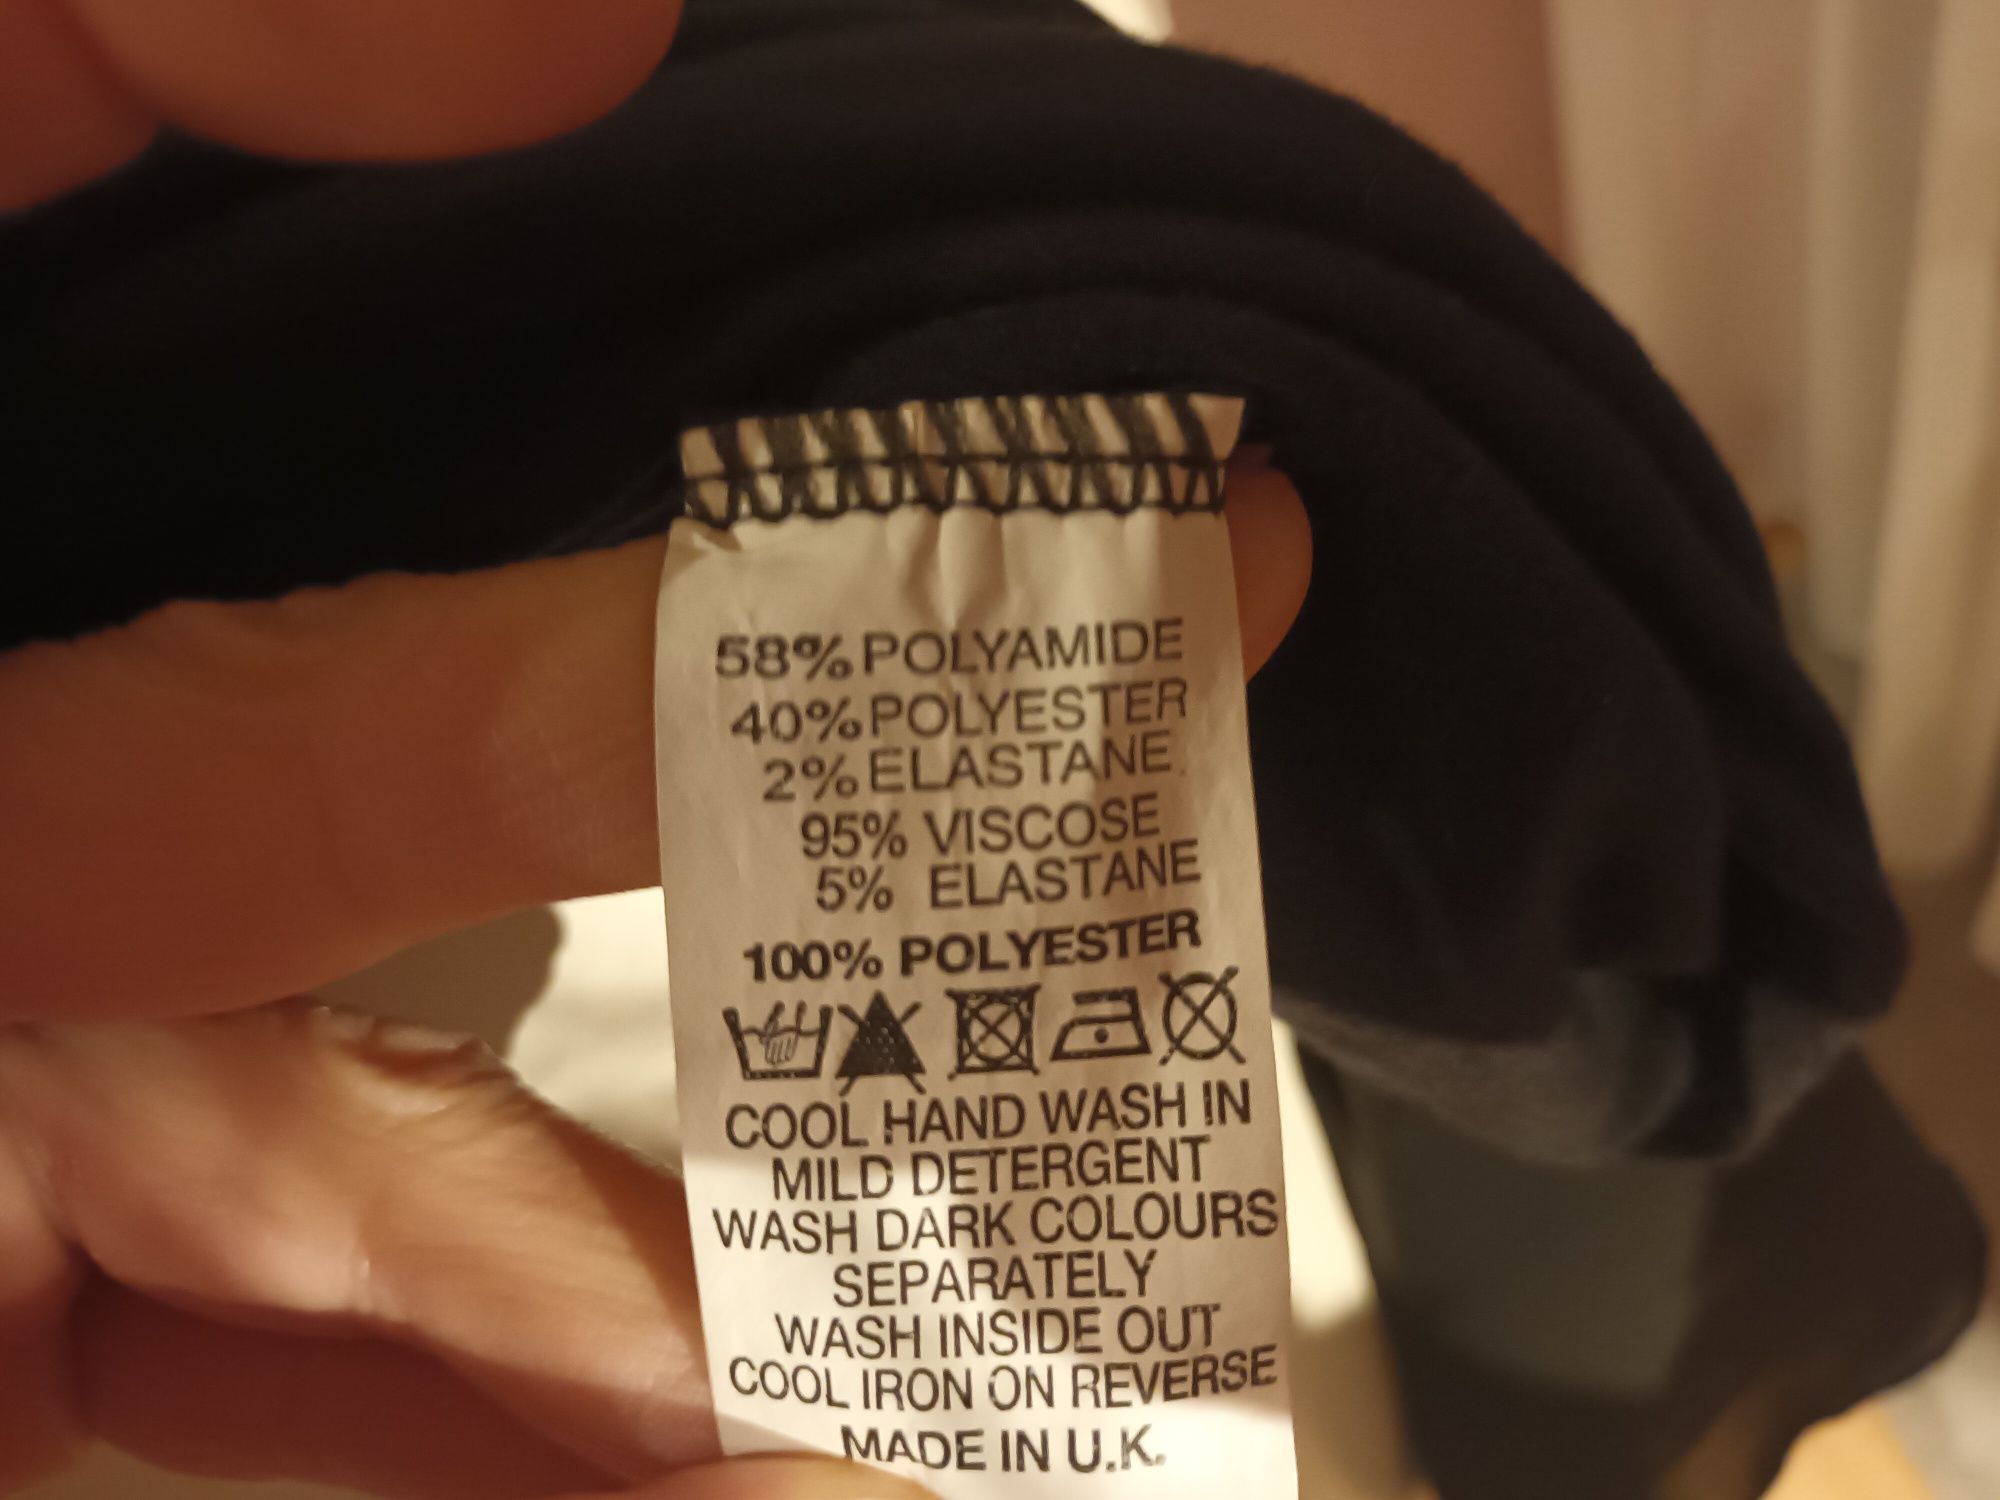 58% POLYAMIDE
40% POLYESTER
2% ELASTANE
95% VISCOSE
5% ELASTANE
100% POLYESTER
COOL HAND WASH IN
MILD DETERGENT
WASH DARK COLOURS
SEPARATELY
WASH INSIDE OUT
COOL IRON ON REVERSE
MADE IN U.K.